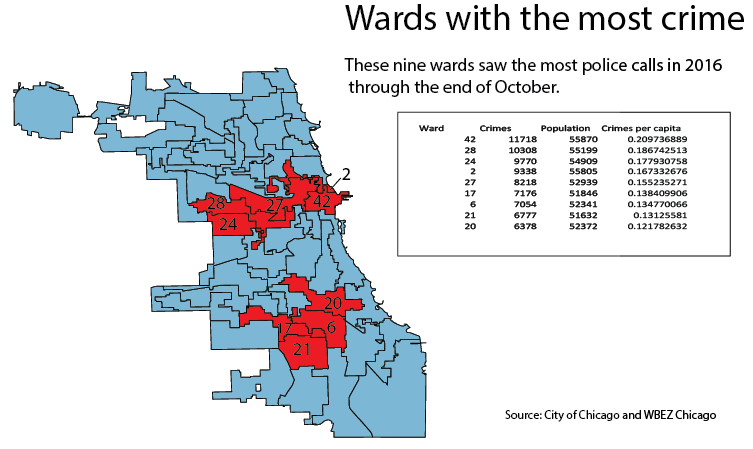 Wards with the most crime
These nine wards saw the most police calls in 2016
through the end of October.
Ward Crimes Population Crimes per capita
42 11718 55870 0.209736889
28 10308 55199 0.186742513
24 9770 54909 0.177930758
2 9338 55805 0.167332676
27 8218 52939 0.155235271
17 7176 51846 0.138409906
6 7054 52341 0.134770066
21 6777 51632 0.13125581
20 6378 52372 0.121782632
2
28 27 42
24
20
17 6
21
Source: City of Chicago and WBEZ Chicago